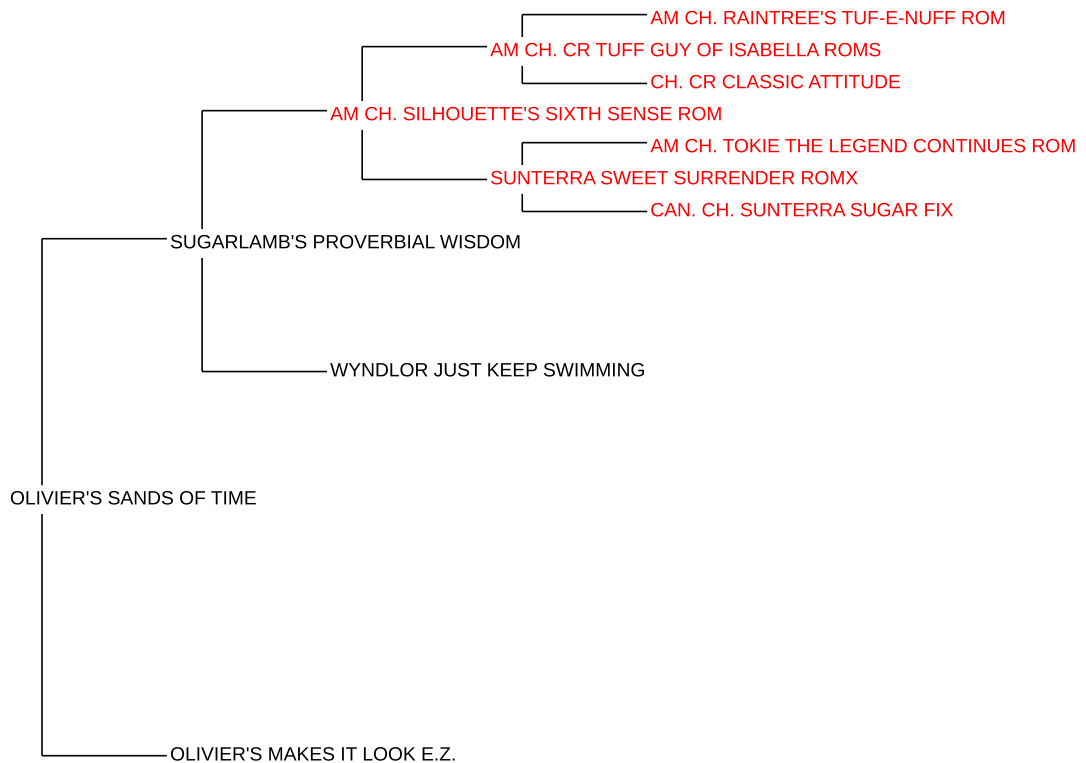 AM CH. RAINTREE'S TUF-E-NUFF ROM
AM CH. CR TUFF GUY OF ISABELLA ROMS
CH. CR CLASSIC ATTITUDE
AM CH. SILHOUETTE'S SIXTH SENSE ROM
AM CH. TOKIE THE LEGEND CONTINUES ROM
SUNTERRA SWEET SURRENDER ROMX
CAN. CH. SUNTERRA SUGAR FIX
SUGARLAMB'S PROVERBIAL WISDOM
WYNDLOR JUST KEEP SWIMMING
OLIVIER'S SANDS OF TIME
OLIVIER'S MAKES IT LOOK E.Z.